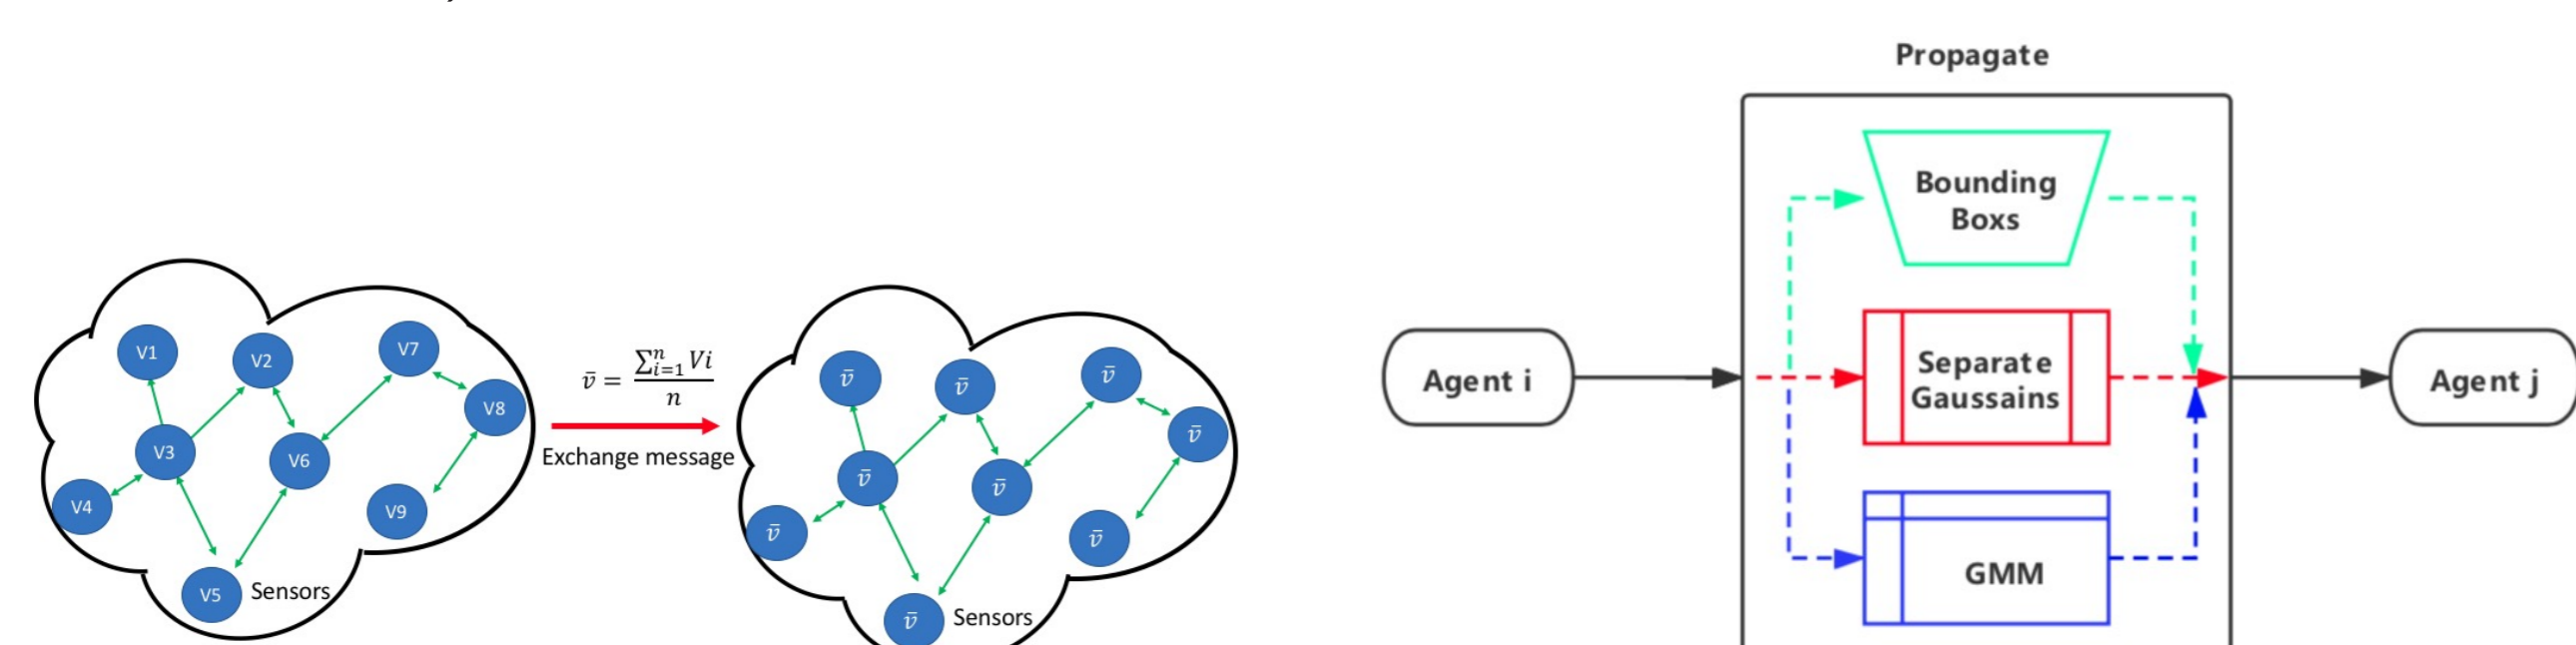 V1
V2
V7
V8
V3
V6
V4
V9
V5
Sensors
v̄ = ∑ⁿᵢ₌₁ Vi / n
Exchange message
v̄
v̄
v̄
v̄
v̄
v̄
v̄
v̄
v̄
Sensors
Propagate
Bounding
Boxs
Agent i
Separate
Gaussains
Agent j
GMM